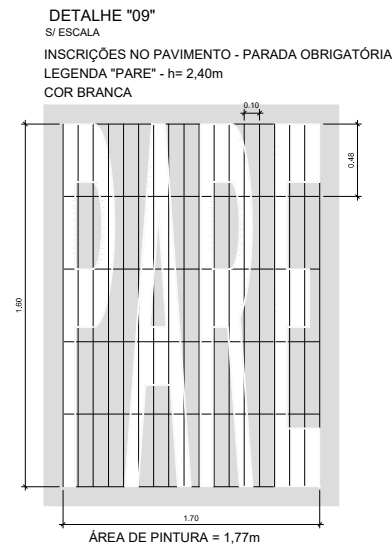 DETALHE "09"
S/ ESCALA
INSCRIÇÕES NO PAVIMENTO - PARADA OBRIGATÓRIA
LEGENDA "PARE" - h= 2,40m
COR BRANCA
0.10
0.48
PARE
1.60
1.70
ÁREA DE PINTURA = 1,77m